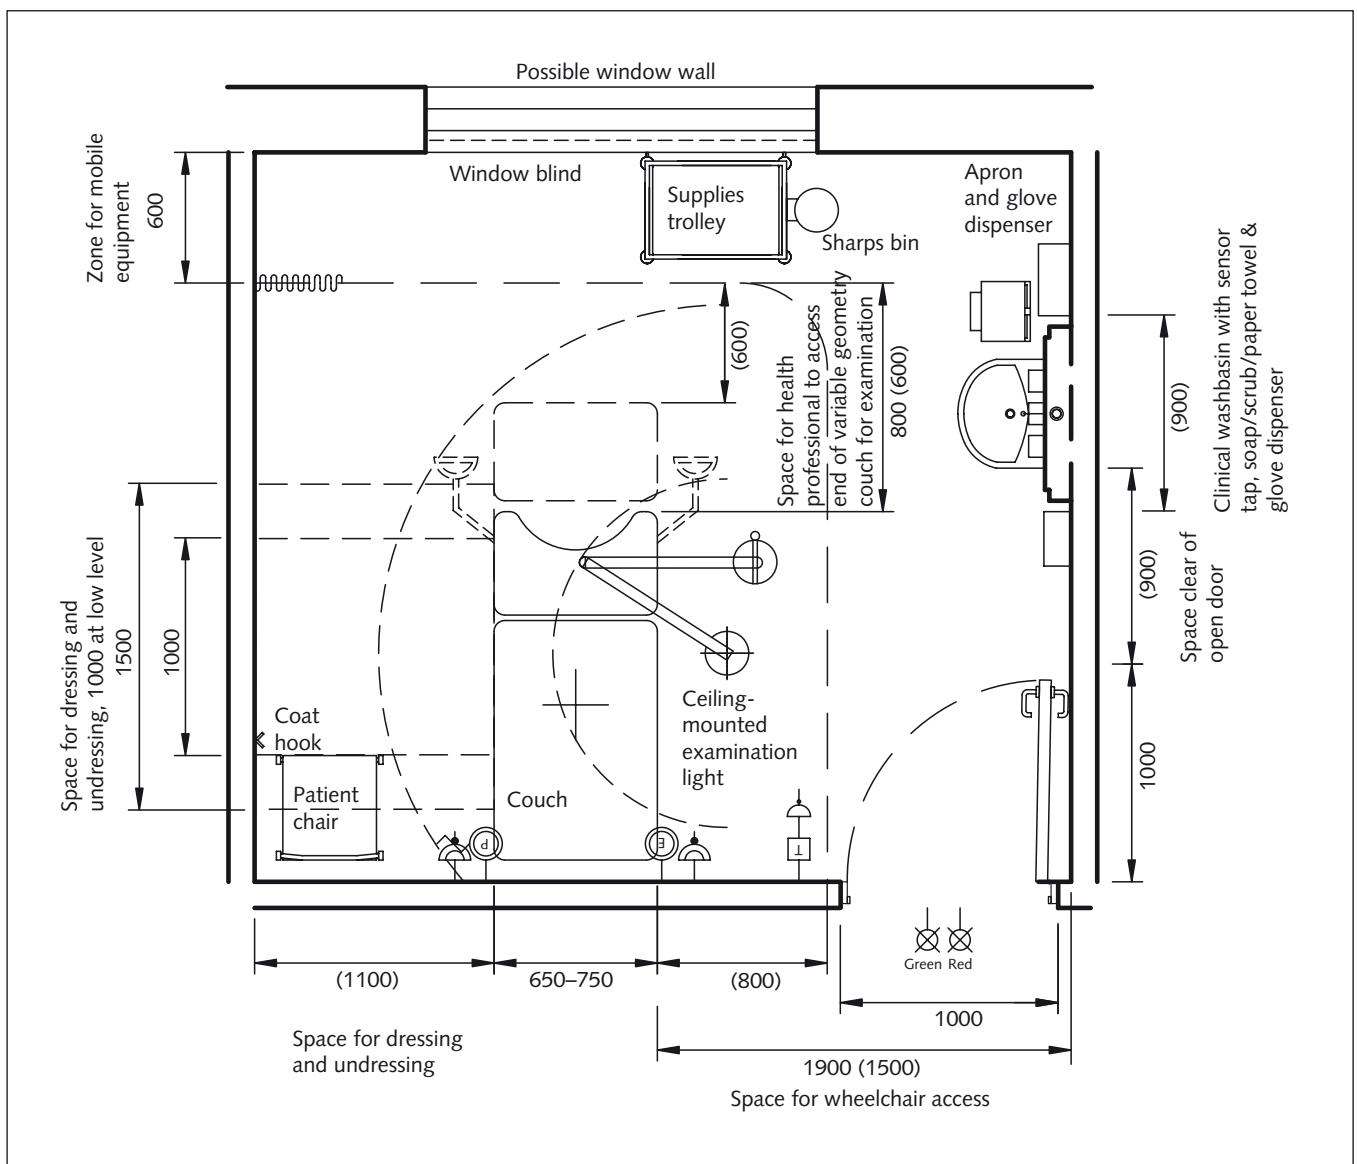 Possible window wall
Window blind
Zone for mobile
equipment
600
Supplies
trolley
Sharps bin
Apron
and glove
dispenser
Clinical washbasin with sensor
tap, soap/scrub/paper towel &
glove dispenser
(600)
Space for health
professional to access
end of variable geometry
couch for examination
800 (600)
(900)
(900)
Space clear of
open door
1000
Space for dressing and
undressing, 1000 at low level
1500
1000
Coat
hook
Patient
chair
Couch
Ceiling-
mounted
examination
light
P
E
T
Green Red
(1100)
650–750
(800)
1000
Space for dressing
and undressing
1900 (1500)
Space for wheelchair access